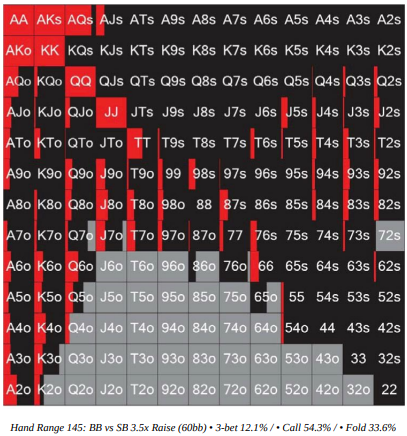 AA AKs AQs AJs ATs A9s A8s A7s A6s A5s A4s A3s A2s
AKo KK KQs KJs KTs K9s K8s K7s K6s K5s K4s K3s K2s
AQo KQo QQ QJs QTs Q9s Q8s Q7s Q6s Q5s Q4s Q3s Q2s
AJo KJo QJo JJ JTs J9s J8s J7s J6s J5s J4s J3s J2s
ATo KTo QTo JTo TT T9s T8s T7s T6s T5s T4s T3s T2s
A9o K9o Q9o J9o T9o 99 98s 97s 96s 95s 94s 93s 92s
A8o K8o Q8o J8o T8o 98o 88 87s 86s 85s 84s 83s 82s
A7o K7o Q7o J7o T7o 97o 87o 77 76s 75s 74s 73s 72s
A6o K6o Q6o J6o T6o 96o 86o 76o 66 65s 64s 63s 62s
A5o K5o Q5o J5o T5o 95o 85o 75o 65o 55 54s 53s 52s
A4o K4o Q4o J4o T4o 94o 84o 74o 64o 54o 44 43s 42s
A3o K3o Q3o J3o T3o 93o 83o 73o 63o 53o 43o 33 32s
A2o K2o Q2o J2o T2o 92o 82o 72o 62o 52o 42o 32o 22
Hand Range 145: BB vs SB 3.5x Raise (60bb) • 3-bet 12.1% / • Call 54.3% / • Fold 33.6%